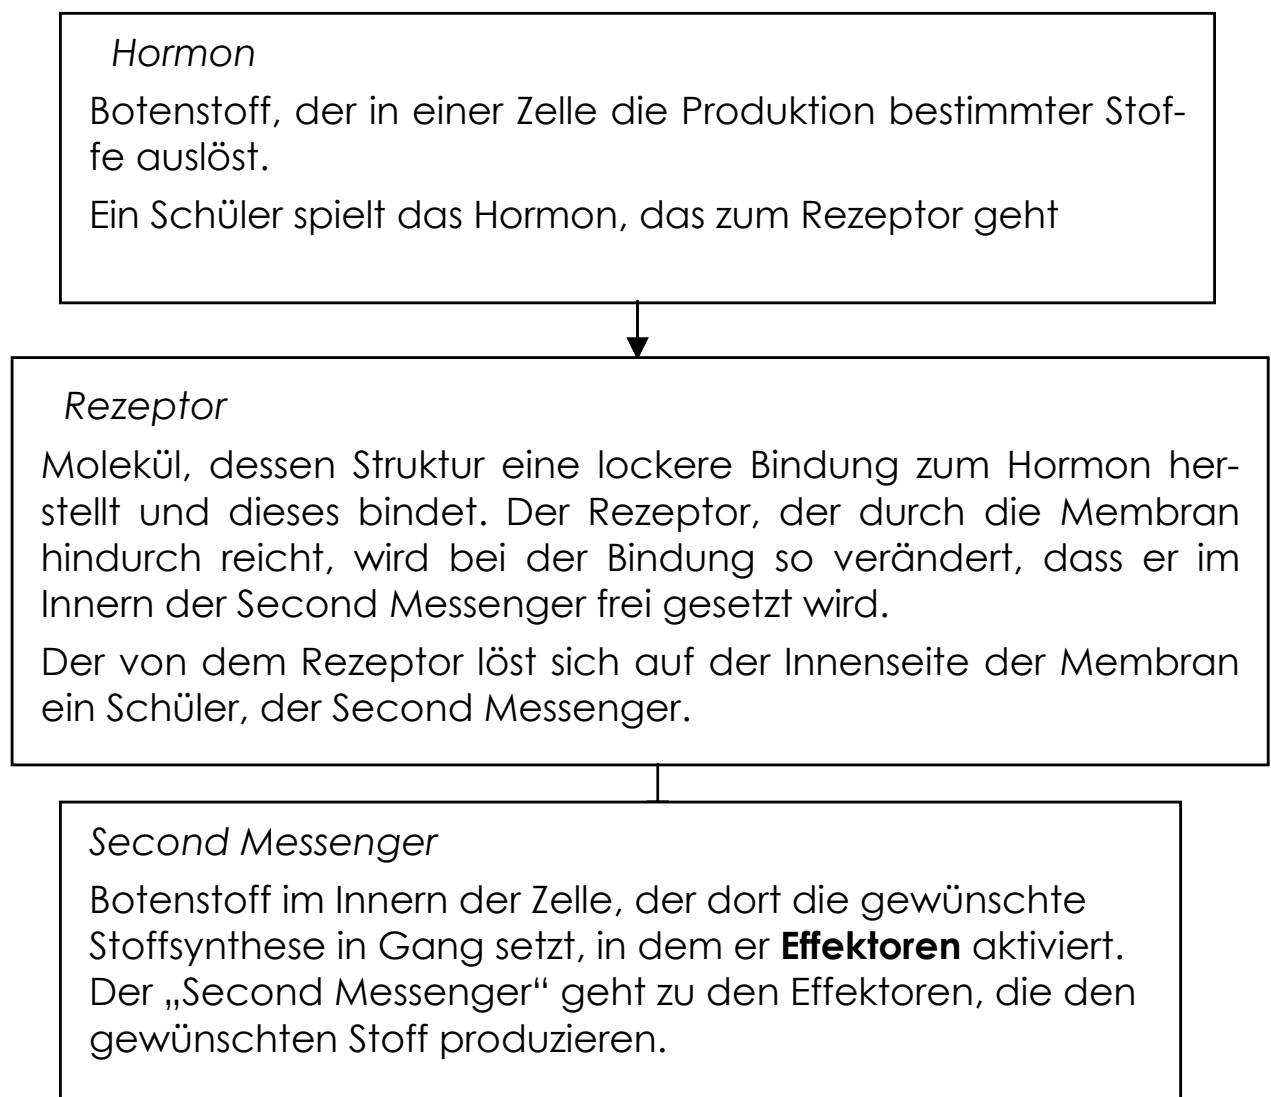 Hormon
Botenstoff, der in einer Zelle die Produktion bestimmter Stof-
fe auslöst.
Ein Schüler spielt das Hormon, das zum Rezeptor geht
Rezeptor
Molekül, dessen Struktur eine lockere Bindung zum Hormon her-
stellt und dieses bindet. Der Rezeptor, der durch die Membran
hindurch reicht, wird bei der Bindung so verändert, dass er im
Innern der Second Messenger frei gesetzt wird.
Der von dem Rezeptor löst sich auf der Innenseite der Membran
ein Schüler, der Second Messenger.
Second Messenger
Botenstoff im Innern der Zelle, der dort die gewünschte
Stoffsynthese in Gang setzt, in dem er Effektoren aktiviert.
Der „Second Messenger“ geht zu den Effektoren, die den
gewünschten Stoff produzieren.